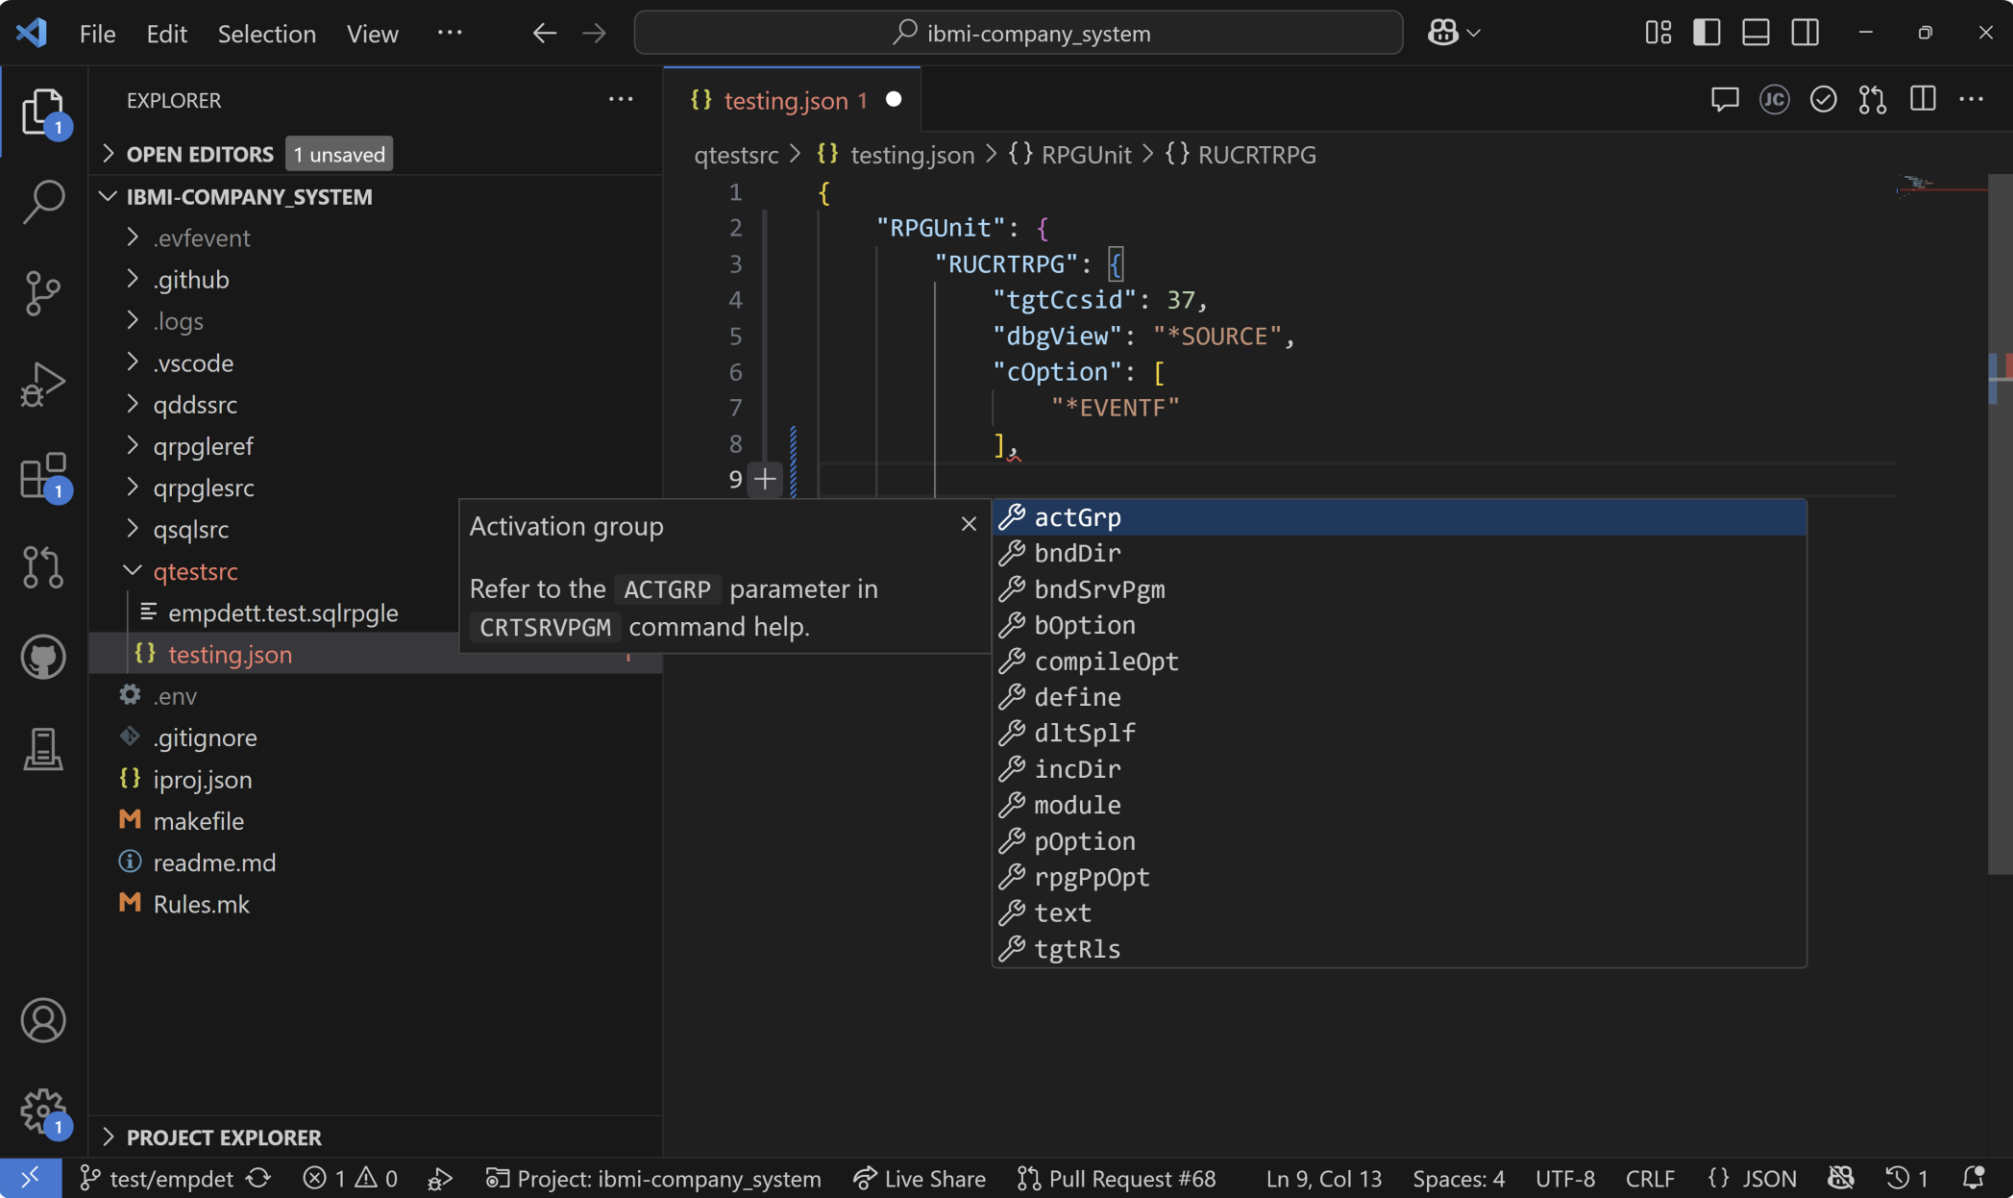 File Edit Selection View ··· ibmi-company_system
EXPLORER
OPEN EDITORS 1 unsaved
IBMI-COMPANY_SYSTEM
.evfevent
.github
.logs
.vscode
qddssrc
qrpgleref
qrpglesrc
qsqlsrc
qtestsrc
empdett.test.sqlrpgle
testing.json
.env
.gitignore
iproj.json
makefile
readme.md
Rules.mk
PROJECT EXPLORER
1
1
1
{} testing.json 1
JC
qtestsrc > {} testing.json > {} RPGUnit > {} RUCRTRPG
1 {
2 "RPGUnit": {
3 "RUCRTRPG": {
4 "tgtCcsid": 37,
5 "dbgView": "*SOURCE",
6 "cOption": [
7 "*EVENTF"
8 ],
9
Activation group
Refer to the ACTGRP parameter in
CRTSRVPGM command help.
actGrp
bndDir
bndSrvPgm
bOption
compileOpt
define
dltSplf
incDir
module
pOption
rpgPpOpt
text
tgtRls
test/empdet 1 0 Project: ibmi-company_system Live Share Pull Request #68 Ln 9, Col 13 Spaces: 4 UTF-8 CRLF {} JSON 1